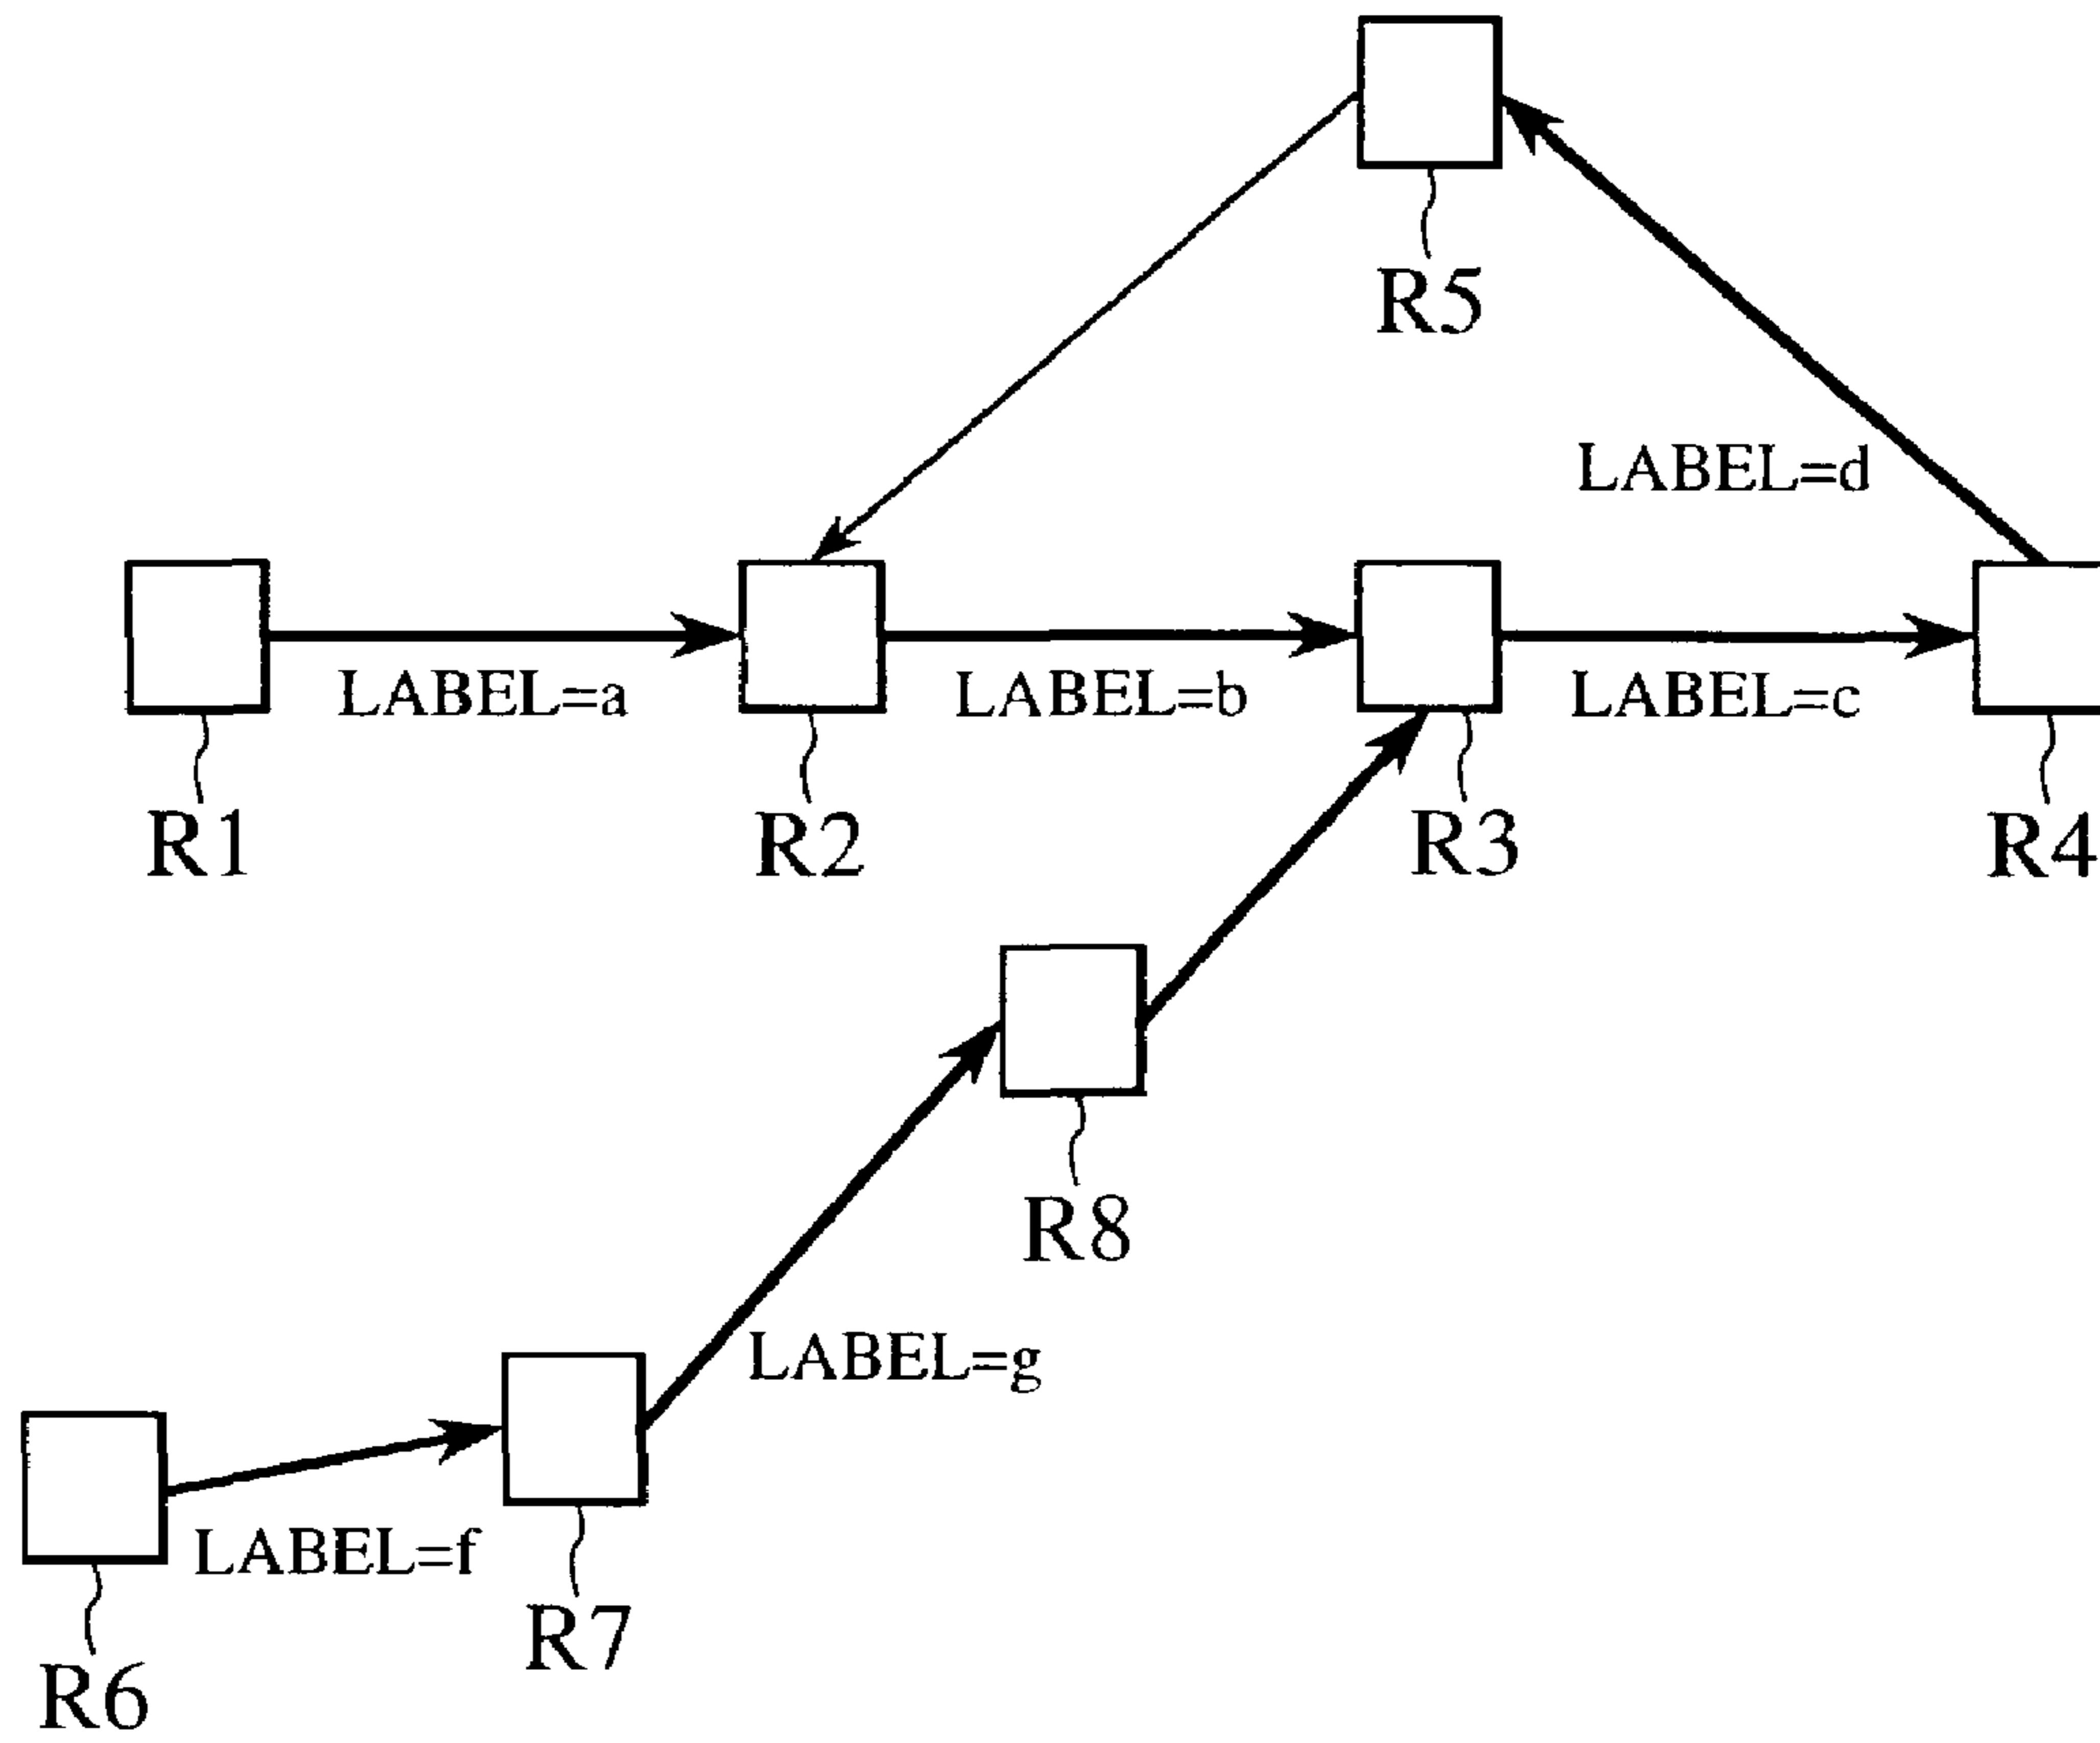 R5
LABEL=d
LABEL=a
LABEL=b
LABEL=c
R1
R2
R3
R4
R8
LABEL=g
LABEL=f
R7
R6